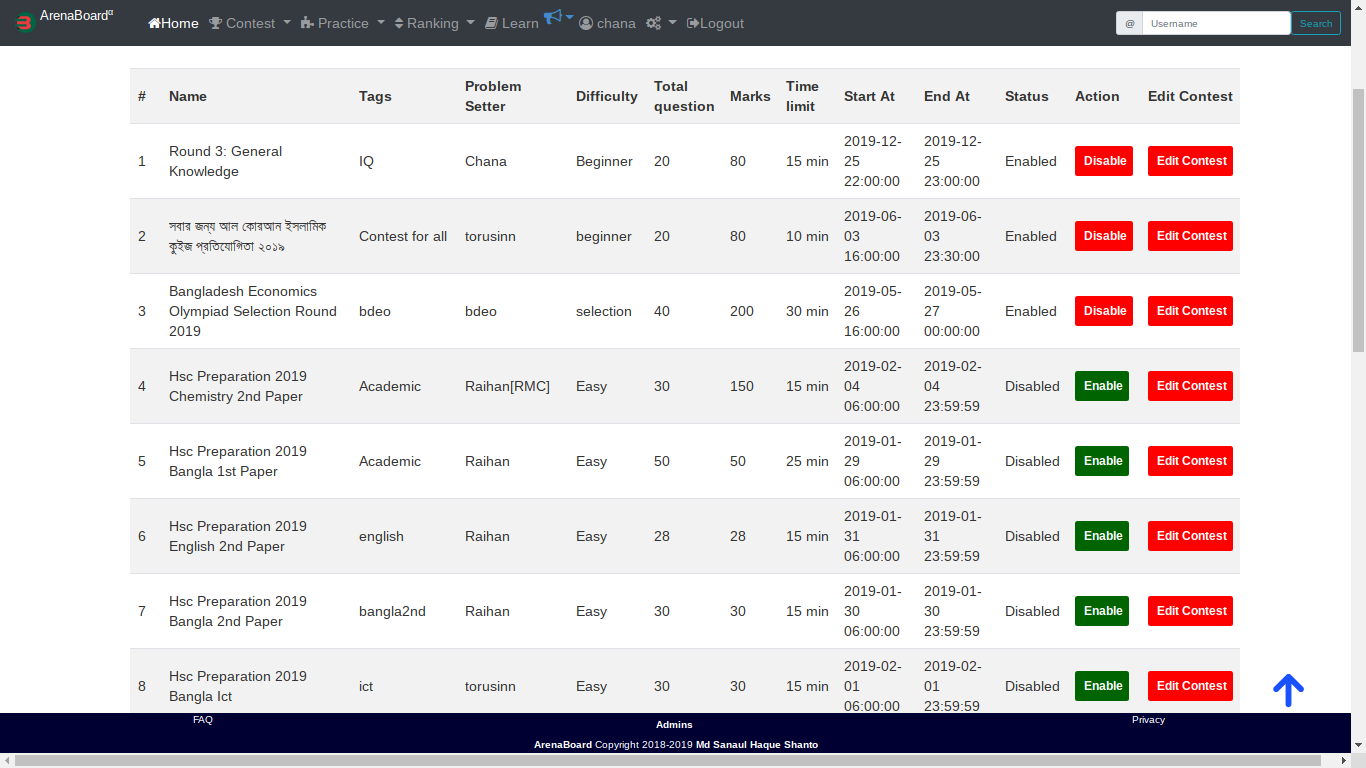 ArenaBoardα Home Contest Practice Ranking Learn chana Logout @ Username Search
# Name Tags Problem Setter Difficulty Total question Marks Time limit Start At End At Status Action Edit Contest
1 Round 3: General Knowledge IQ Chana Beginner 20 80 15 min 2019-12-25 22:00:00 2019-12-25 23:00:00 Enabled Disable Edit Contest
2 সবার জন্য আল কোরআন ইসলামিক কুইজ প্রতিযোগিতা ২০১৯ Contest for all torusinn beginner 20 80 10 min 2019-06-03 16:00:00 2019-06-03 23:30:00 Enabled Disable Edit Contest
3 Bangladesh Economics Olympiad Selection Round 2019 bdeo bdeo selection 40 200 30 min 2019-05-26 16:00:00 2019-05-27 00:00:00 Enabled Disable Edit Contest
4 Hsc Preparation 2019 Chemistry 2nd Paper Academic Raihan[RMC] Easy 30 150 15 min 2019-02-04 06:00:00 2019-02-04 23:59:59 Disabled Enable Edit Contest
5 Hsc Preparation 2019 Bangla 1st Paper Academic Raihan Easy 50 50 25 min 2019-01-29 06:00:00 2019-01-29 23:59:59 Disabled Enable Edit Contest
6 Hsc Preparation 2019 English 2nd Paper english Raihan Easy 28 28 15 min 2019-01-31 06:00:00 2019-01-31 23:59:59 Disabled Enable Edit Contest
7 Hsc Preparation 2019 Bangla 2nd Paper bangla2nd Raihan Easy 30 30 15 min 2019-01-30 06:00:00 2019-01-30 23:59:59 Disabled Enable Edit Contest
8 Hsc Preparation 2019 Bangla Ict ict torusinn Easy 30 30 15 min 2019-02-01 06:00:00 2019-02-01 23:59:59 Disabled Enable Edit Contest
FAQ Admins Privacy
ArenaBoard Copyright 2018-2019 Md Sanaul Haque Shanto